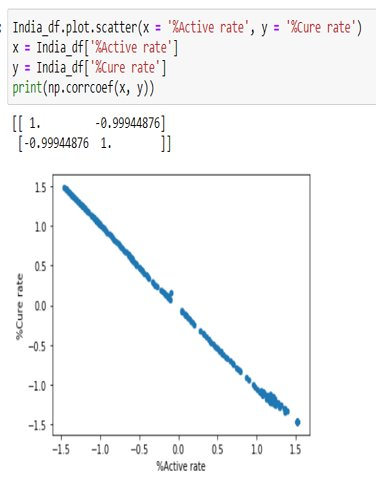 : India_df.plot.scatter(x = '%Active rate', y = '%Cure rate')
x = India_df['%Active rate']
y = India_df['%Cure rate']
print(np.corrcoef(x, y))
[[ 1. -0.99944876]
[-0.99944876 1. ]]
1.5
1.0
0.5
0.0
−0.5
−1.0
−1.5
%Cure rate
−1.5 −1.0 −0.5 0.0 0.5 1.0 1.5
%Active rate